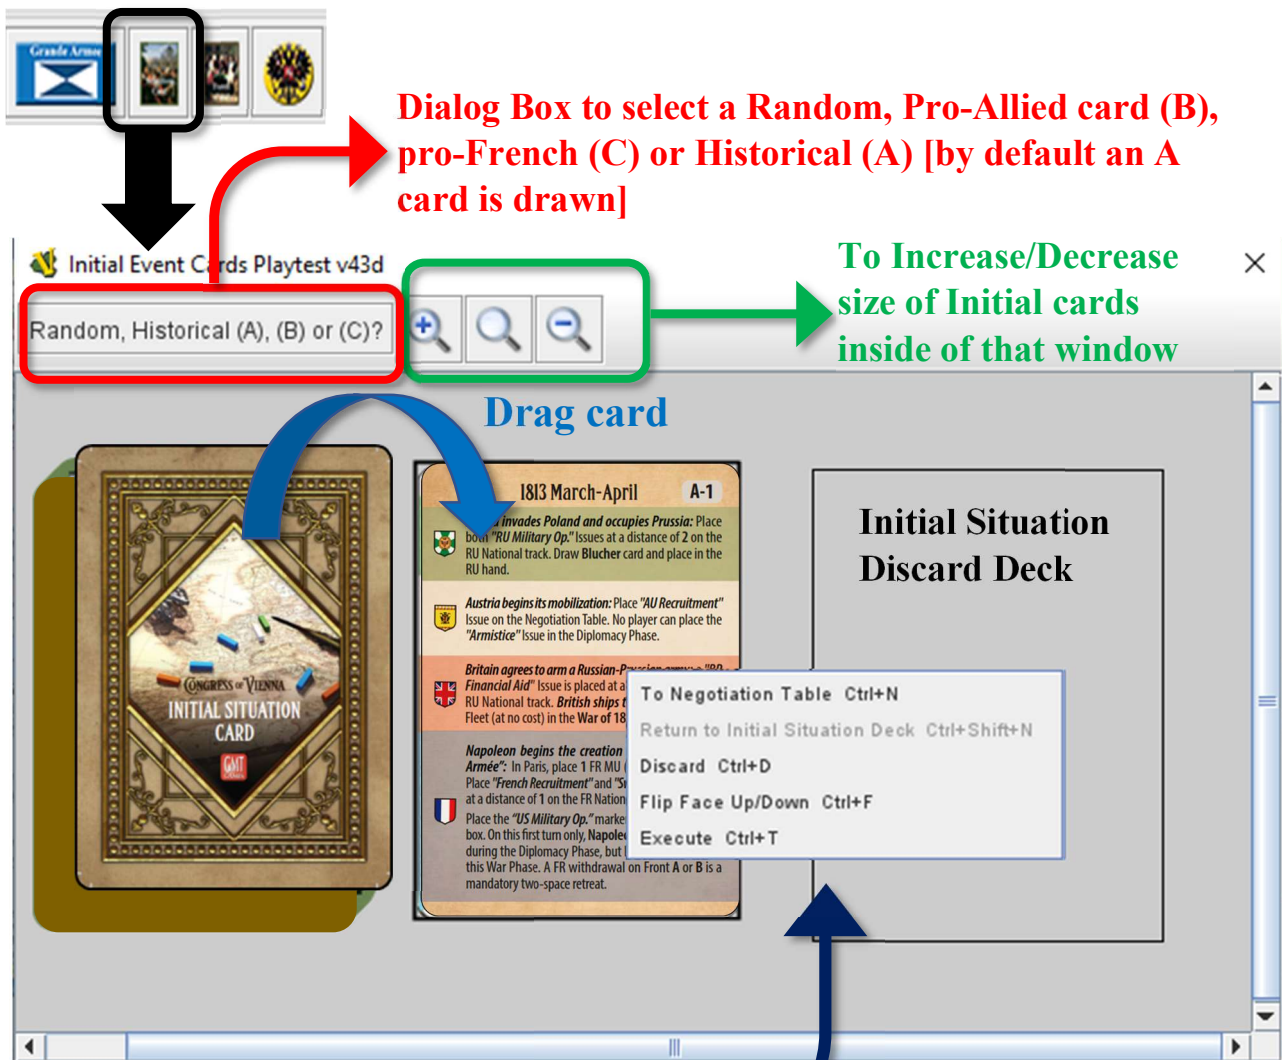 Grande Armee
Dialog Box to select a Random, Pro-Allied card (B),
pro-French (C) or Historical (A) [by default an A
card is drawn]
Initial Event Cards Playtest v43d
To Increase/Decrease
size of Initial cards
inside of that window
Random, Historical (A), (B) or (C)?
Drag card
1813 March-April A-1
invades Poland and occupies Prussia: Place
both "RU Military Op." Issues at a distance of 2 on the
RU National track. Draw Blucher card and place in the
RU hand.
Austria begins its mobilization: Place "AU Recruitment"
Issue on the Negotiation Table. No player can place the
"Armistice" Issue in the Diplomacy Phase.
Britain agrees to arm a Russian-Prussian army: a "BR
Financial Aid" Issue is placed at a
RU National track. British ships
Fleet (at no cost) in the War of 18
Napoleon begins the creation
Armée": In Paris, place 1 FR MU
Place "French Recruitment" and
at a distance of 1 on the FR Nation
Place the "US Military Op." marke
box. On this first turn only, Napole
during the Diplomacy Phase, but
this War Phase. A FR withdrawal on Front A or B is a
mandatory two-space retreat.
CONGRESS OF VIENNA
INITIAL SITUATION
CARD
GMT
Initial Situation
Discard Deck
To Negotiation Table Ctrl+N
Return to Initial Situation Deck Ctrl+Shift+N
Discard Ctrl+D
Flip Face Up/Down Ctrl+F
Execute Ctrl+T